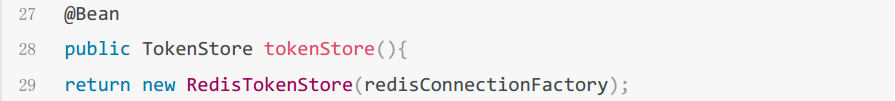 27 @Bean
28 public TokenStore tokenStore(){
29 return new RedisTokenStore(redisConnectionFactory);